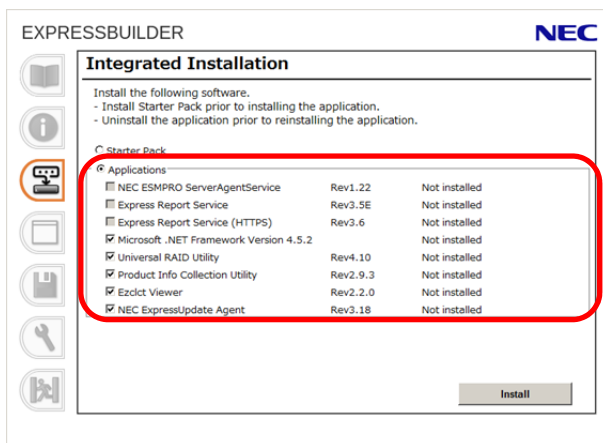 EXPRESSBUILDER NEC
Integrated Installation
Install the following software.
- Install Starter Pack prior to installing the application.
- Uninstall the application prior to reinstalling the application.
Starter Pack
Applications
NEC ESMPRO ServerAgentService Rev1.22 Not installed
Express Report Service Rev3.5E Not installed
Express Report Service (HTTPS) Rev3.6 Not installed
Microsoft .NET Framework Version 4.5.2 Not installed
Universal RAID Utility Rev4.10 Not installed
Product Info Collection Utility Rev2.9.3 Not installed
Ezclct Viewer Rev2.2.0 Not installed
NEC ExpressUpdate Agent Rev3.18 Not installed
Install